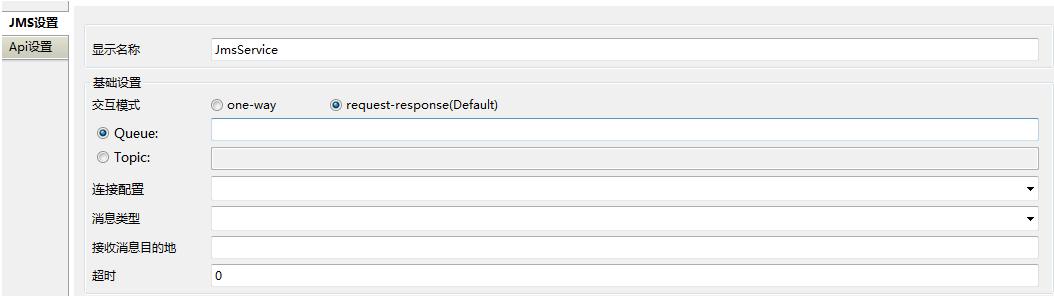 JMS设置
Api设置
显示名称 JmsService
基础设置
交互模式 one-way request-response(Default)
Queue:
Topic:
连接配置
消息类型
接收消息目的地
超时 0